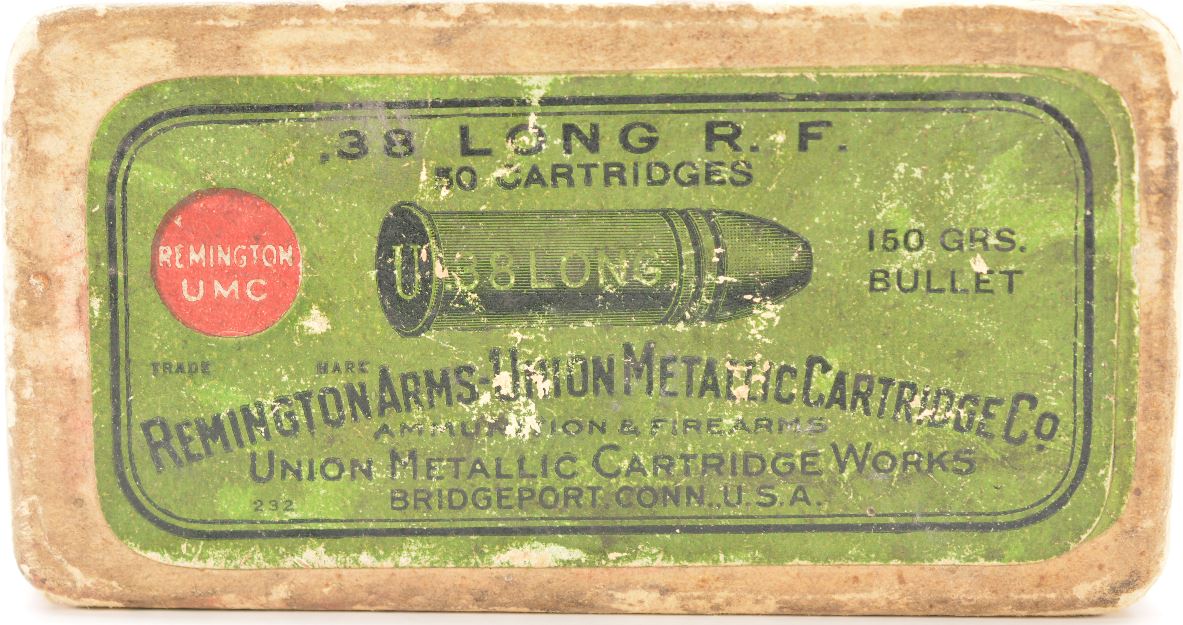 .38 LONG R. F.
50 CARTRIDGES
U 38 LONG
150 GRS.
BULLET
REMINGTON
UMC
TRADE MARK
REMINGTON ARMS-UNION METALLIC CARTRIDGE CO
AMMUNITION & FIREARMS
UNION METALLIC CARTRIDGE WORKS
232
BRIDGEPORT, CONN., U.S.A.